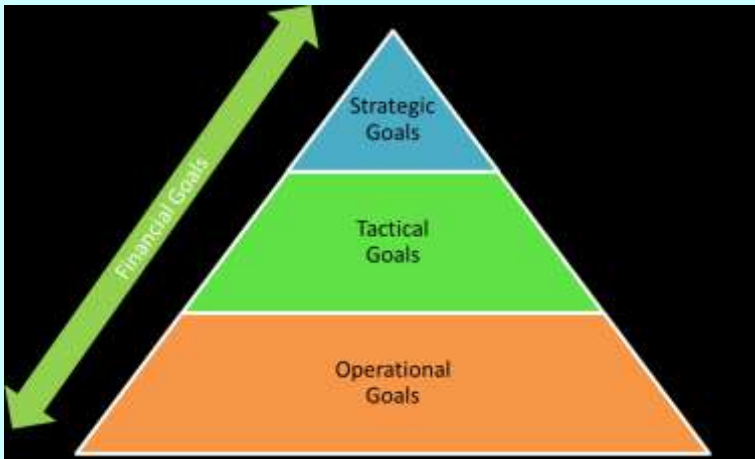 Financial Goals
Strategic
Goals
Tactical
Goals
Operational
Goals